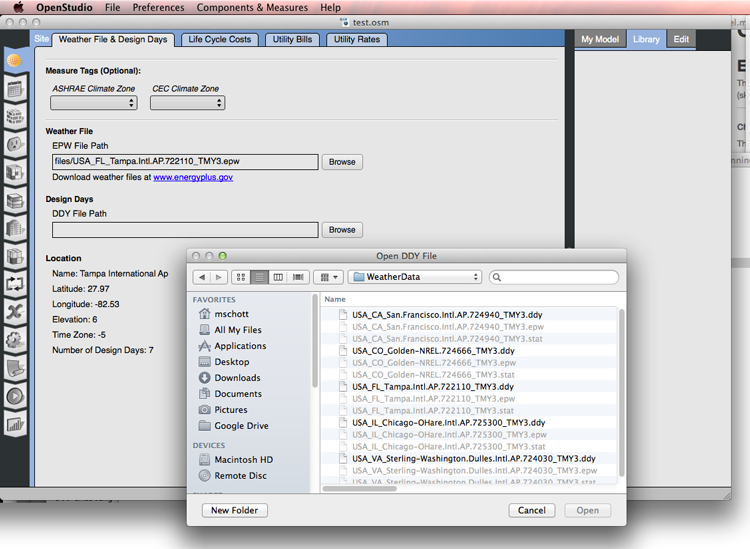 OpenStudio File Preferences Components & Measures Help
test.osm
Site Weather File & Design Days Life Cycle Costs Utility Bills Utility Rates My Model Library Edit
Measure Tags (Optional):
ASHRAE Climate Zone CEC Climate Zone
Weather File
EPW File Path
files/USA_FL_Tampa.Intl.AP.722110_TMY3.epw Browse
Download weather files at www.energyplus.gov
Design Days
DDY File Path
Browse
Location
Name: Tampa International Ap
Latitude: 27.97
Longitude: -82.53
Elevation: 6
Time Zone: -5
Number of Design Days: 7
Open DDY File
WeatherData
FAVORITES
mschott
All My Files
Applications
Desktop
Downloads
Documents
Pictures
Google Drive
DEVICES
Macintosh HD
Remote Disc
Name
USA_CA_San.Francisco.Intl.AP.724940_TMY3.ddy
USA_CA_San.Francisco.Intl.AP.724940_TMY3.epw
USA_CA_San.Francisco.Intl.AP.724940_TMY3.stat
USA_CO_Golden-NREL.724666_TMY3.ddy
USA_CO_Golden-NREL.724666_TMY3.epw
USA_CO_Golden-NREL.724666_TMY3.stat
USA_FL_Tampa.Intl.AP.722110_TMY3.ddy
USA_FL_Tampa.Intl.AP.722110_TMY3.epw
USA_FL_Tampa.Intl.AP.722110_TMY3.stat
USA_IL_Chicago-OHare.Intl.AP.725300_TMY3.ddy
USA_IL_Chicago-OHare.Intl.AP.725300_TMY3.epw
USA_IL_Chicago-OHare.Intl.AP.725300_TMY3.stat
USA_VA_Sterling-Washington.Dulles.Intl.AP.724030_TMY3.ddy
USA_VA_Sterling-Washington.Dulles.Intl.AP.724030_TMY3.epw
USA_VA_Sterling-Washington.Dulles.Intl.AP.724030_TMY3.stat
New Folder Cancel Open